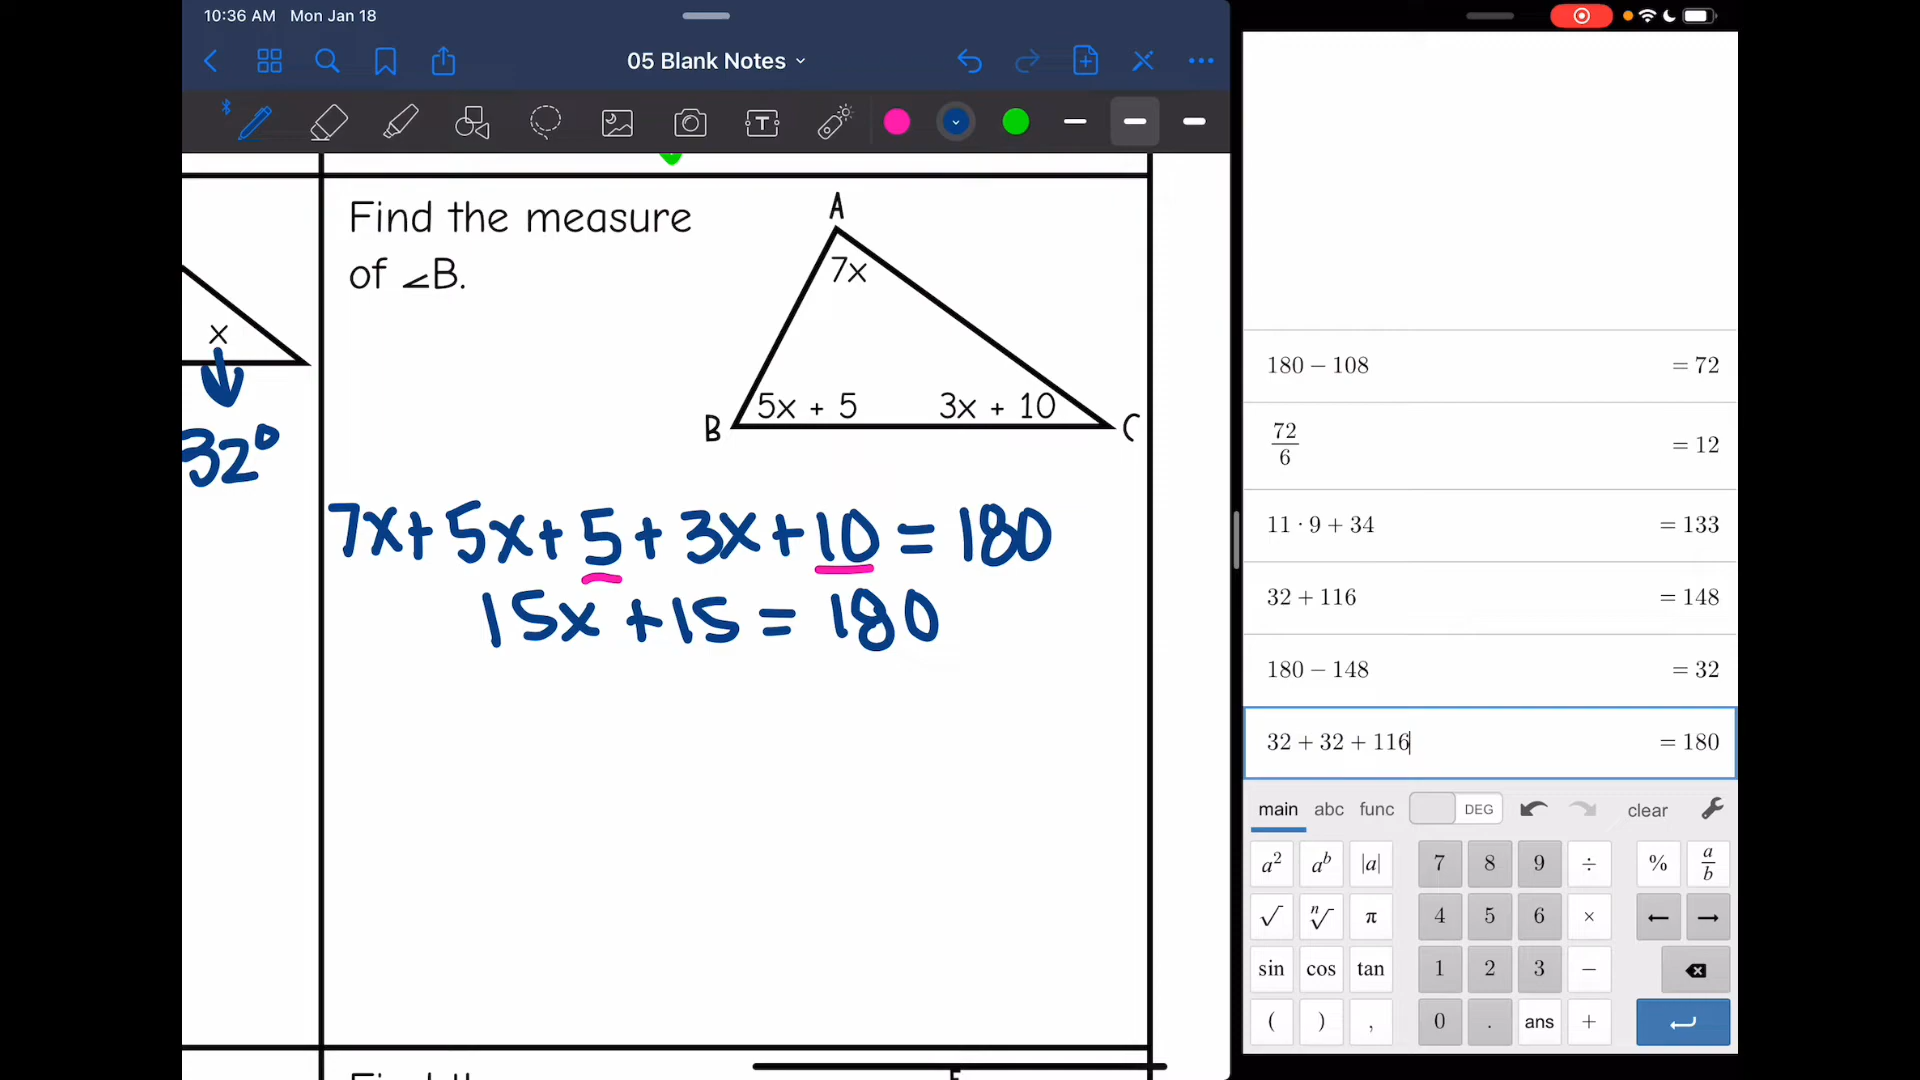 10:36 AM Mon Jan 18
05 Blank Notes
T
Find the measure
of ∠B.
A
7x
5x + 5
3x + 10
B
C
x
32°
7x+5x+5+3x+10=180
15x+15=180
180 − 108 = 72
72/6 = 12
11 · 9 + 34 = 133
32 + 116 = 148
180 − 148 = 32
32 + 32 + 116 = 180
main abc func DEG clear
a² aᵇ |a| 7 8 9 ÷ % a/b
√ ⁿ√ π 4 5 6 × ← →
sin cos tan 1 2 3 −
( ) , 0 . ans +